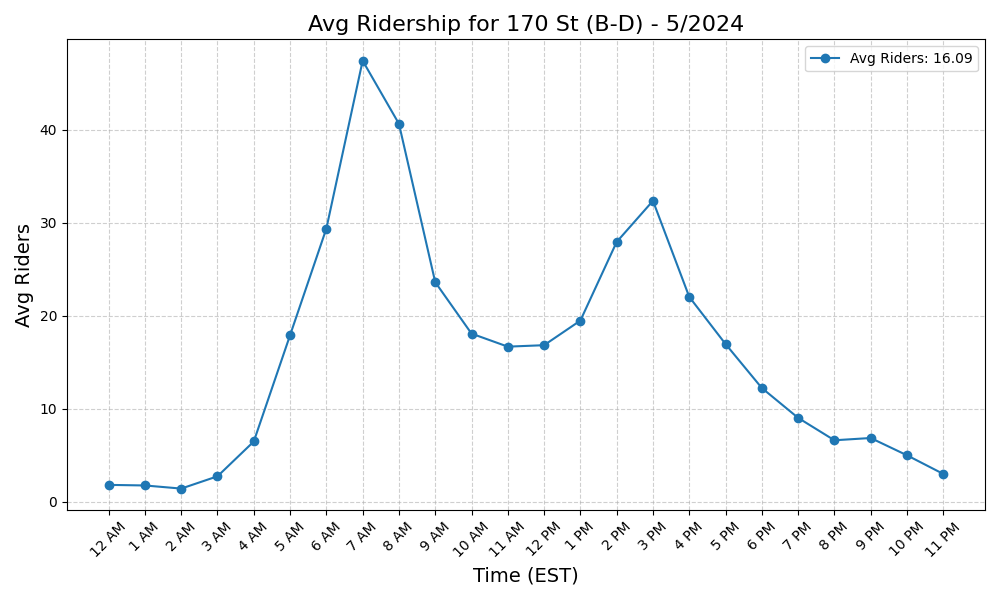 Avg Ridership for 170 St (B-D) - 5/2024
Avg Riders: 16.09
Avg Riders
40
30
20
10
0
12 AM
1 AM
2 AM
3 AM
4 AM
5 AM
6 AM
7 AM
8 AM
9 AM
10 AM
11 AM
12 PM
1 PM
2 PM
3 PM
4 PM
5 PM
6 PM
7 PM
8 PM
9 PM
10 PM
11 PM
Time (EST)